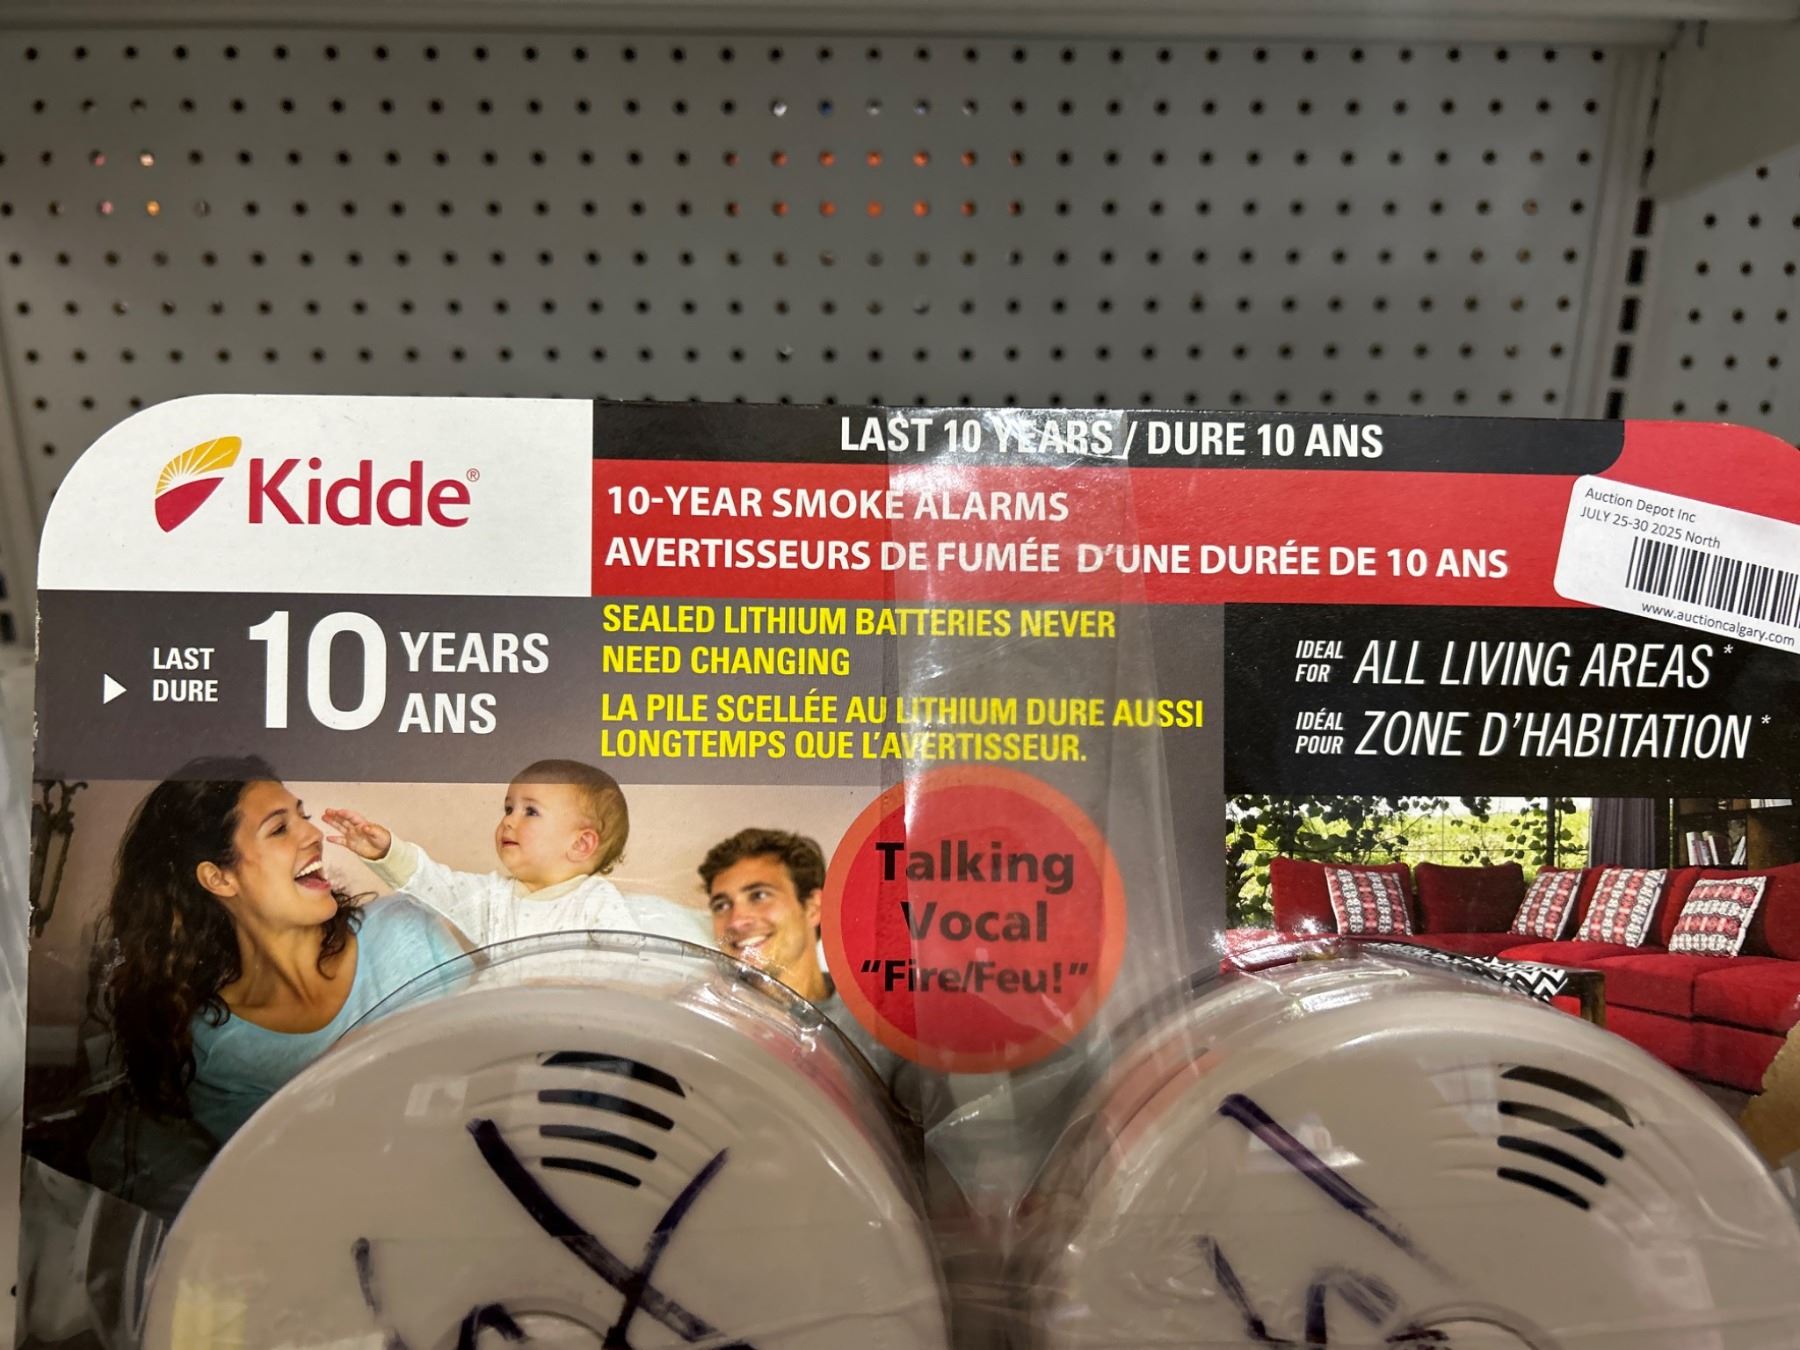 LAST 10 YEARS / DURE 10 ANS
Kidde®
10-YEAR SMOKE ALARMS
AVERTISSEURS DE FUMÉE D'UNE DURÉE DE 10 ANS
Auction Depot Inc
JULY 25-30 2025 North
www.auctioncalgary.com
LAST
DURE
10 YEARS
ANS
SEALED LITHIUM BATTERIES NEVER
NEED CHANGING
LA PILE SCELLÉE AU LITHIUM DURE AUSSI
LONGTEMPS QUE L'AVERTISSEUR.
IDEAL
FOR
ALL LIVING AREAS*
IDÉAL
POUR
ZONE D'HABITATION*
Talking
Vocal
"Fire/Feu!"